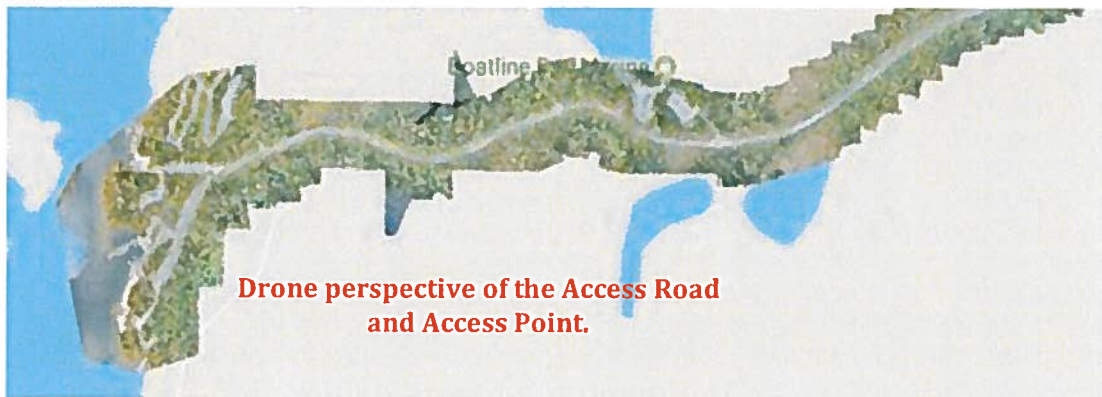 Drone perspective of the Access Road
and Access Point.